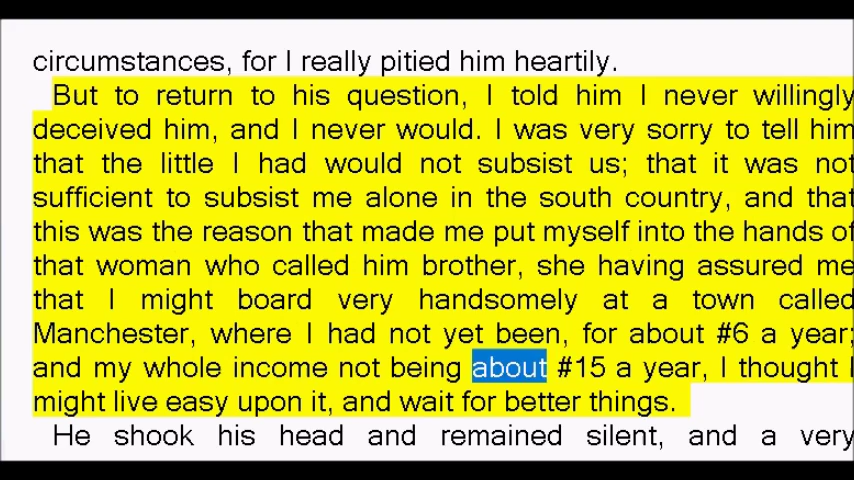 circumstances, for I really pitied him heartily.
But to return to his question, I told him I never willingly
deceived him, and I never would. I was very sorry to tell him
that the little I had would not subsist us; that it was not
sufficient to subsist me alone in the south country, and that
this was the reason that made me put myself into the hands of
that woman who called him brother, she having assured me
that I might board very handsomely at a town called
Manchester, where I had not yet been, for about #6 a year;
and my whole income not being about #15 a year, I thought I
might live easy upon it, and wait for better things.
He shook his head and remained silent, and a very